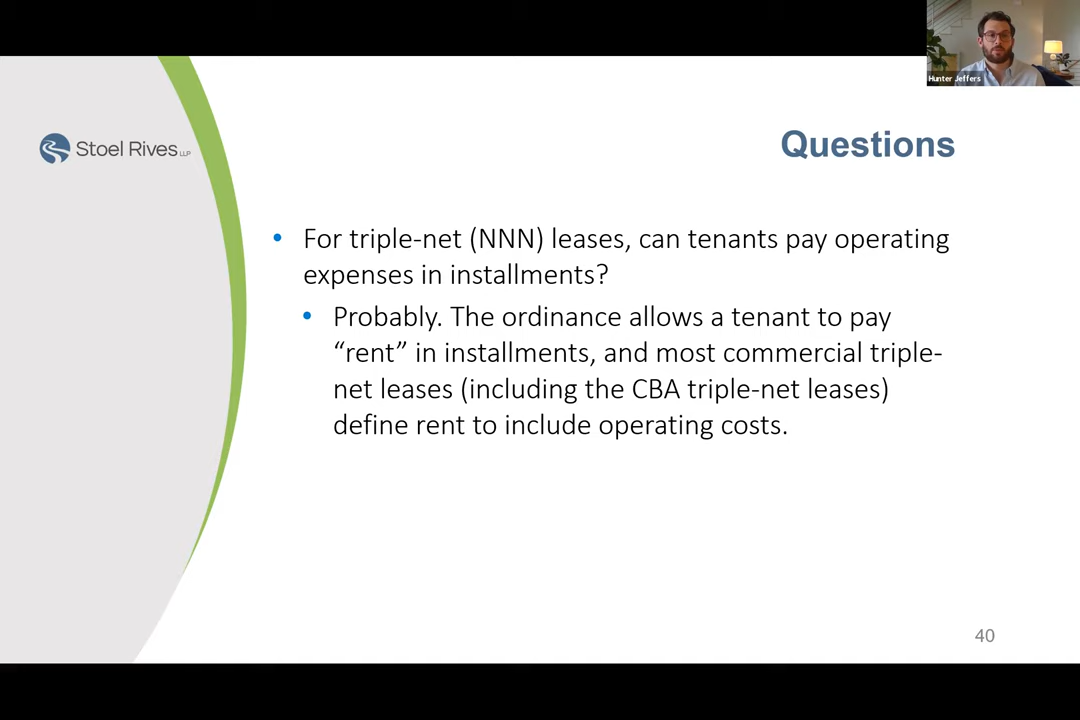 Hunter Jeffers
Stoel Rives LLP
Questions
• For triple-net (NNN) leases, can tenants pay operating
expenses in installments?
• Probably. The ordinance allows a tenant to pay
“rent” in installments, and most commercial triple-
net leases (including the CBA triple-net leases)
define rent to include operating costs.
40